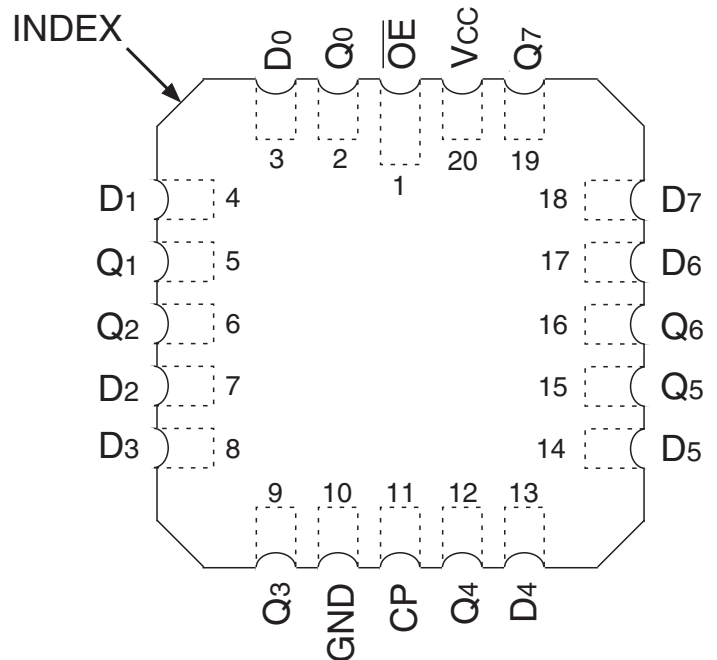 INDEX
D0 Q0 O̅E̅ VCC Q7
3 2 1 20 19
D1 4 18 D7
Q1 5 17 D6
Q2 6 16 Q6
D2 7 15 Q5
D3 8 14 D5
9 10 11 12 13
Q3 GND CP Q4 D4